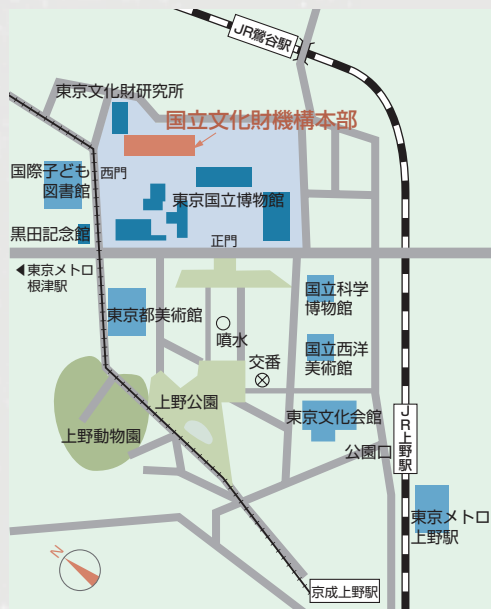 JR鶯谷駅
東京文化財研究所
国立文化財機構本部
国際子ども
図書館
西門
東京国立博物館
黒田記念館
正門
◀東京メトロ
根津駅
国立科学
博物館
東京都美術館
噴水
国立西洋
美術館
交番
上野公園
東京文化会館
JR上野駅
上野動物園
公園口
東京メトロ
上野駅
N
京成上野駅